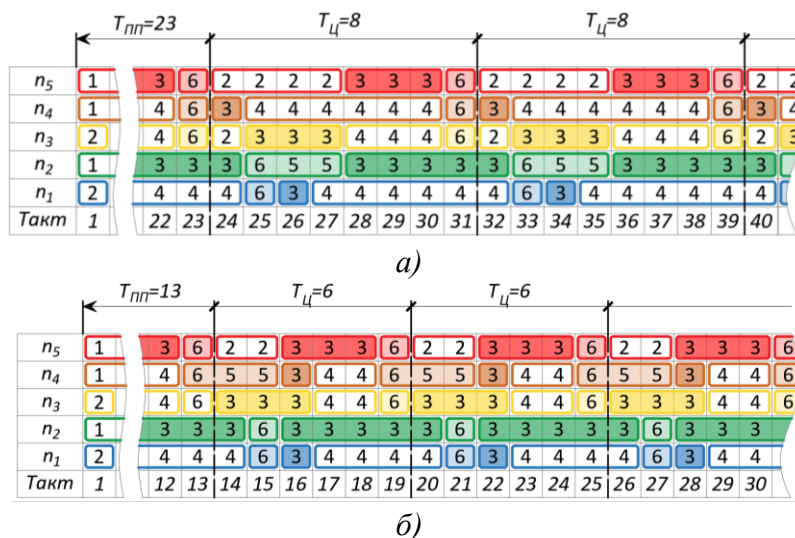 T_ПП=23 T_Ц=8 T_Ц=8
n₅ 1 3 6 2 2 2 2 3 3 3 6 2 2 2 2 3 3 3 6 2 2
n₄ 1 4 6 3 4 4 4 4 4 4 6 3 4 4 4 4 4 4 6 3 4
n₃ 2 4 6 2 3 3 3 4 4 4 6 2 3 3 3 4 4 4 6 2 3
n₂ 1 3 3 3 6 5 5 3 3 3 3 3 6 5 5 3 3 3 3 3
n₁ 2 4 4 4 6 3 4 4 4 4 4 4 6 3 4 4 4 4 4 4
Такт 1 22 23 24 25 26 27 28 29 30 31 32 33 34 35 36 37 38 39 40
а)
T_ПП=13 T_Ц=6 T_Ц=6
n₅ 1 3 6 2 2 3 3 3 6 2 2 3 3 3 6 2 2 3 3 3 6
n₄ 1 4 6 5 5 3 4 4 6 5 5 3 4 4 6 5 5 3 4 4 6
n₃ 2 4 6 3 3 3 4 4 6 3 3 3 4 4 6 3 3 3 4 4 6
n₂ 1 3 3 3 6 3 3 3 3 3 6 3 3 3 3 3 6 3 3 3
n₁ 2 4 4 4 6 3 4 4 4 4 6 3 4 4 4 4 6 3 4 4
Такт 1 12 13 14 15 16 17 18 19 20 21 22 23 24 25 26 27 28 29 30
б)